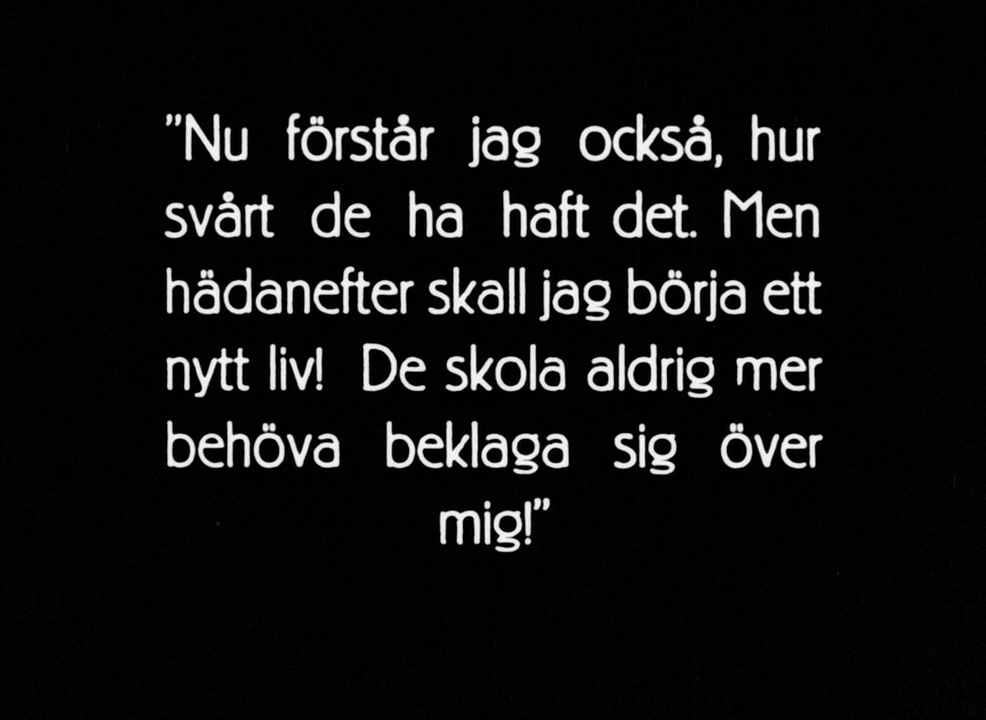 ”Nu förstår jag också, hur
svårt de ha haft det. Men
hädanefter skall jag börja ett
nytt liv! De skola aldrig mer
behöva beklaga sig över
mig!”